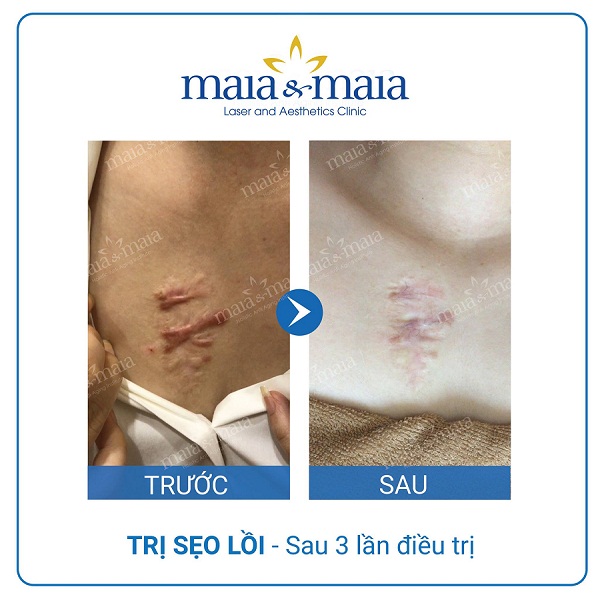 maia & maia
Laser and Aesthetics Clinic
TRƯỚC
SAU
TRỊ SẸO LỒI - Sau 3 lần điều trị